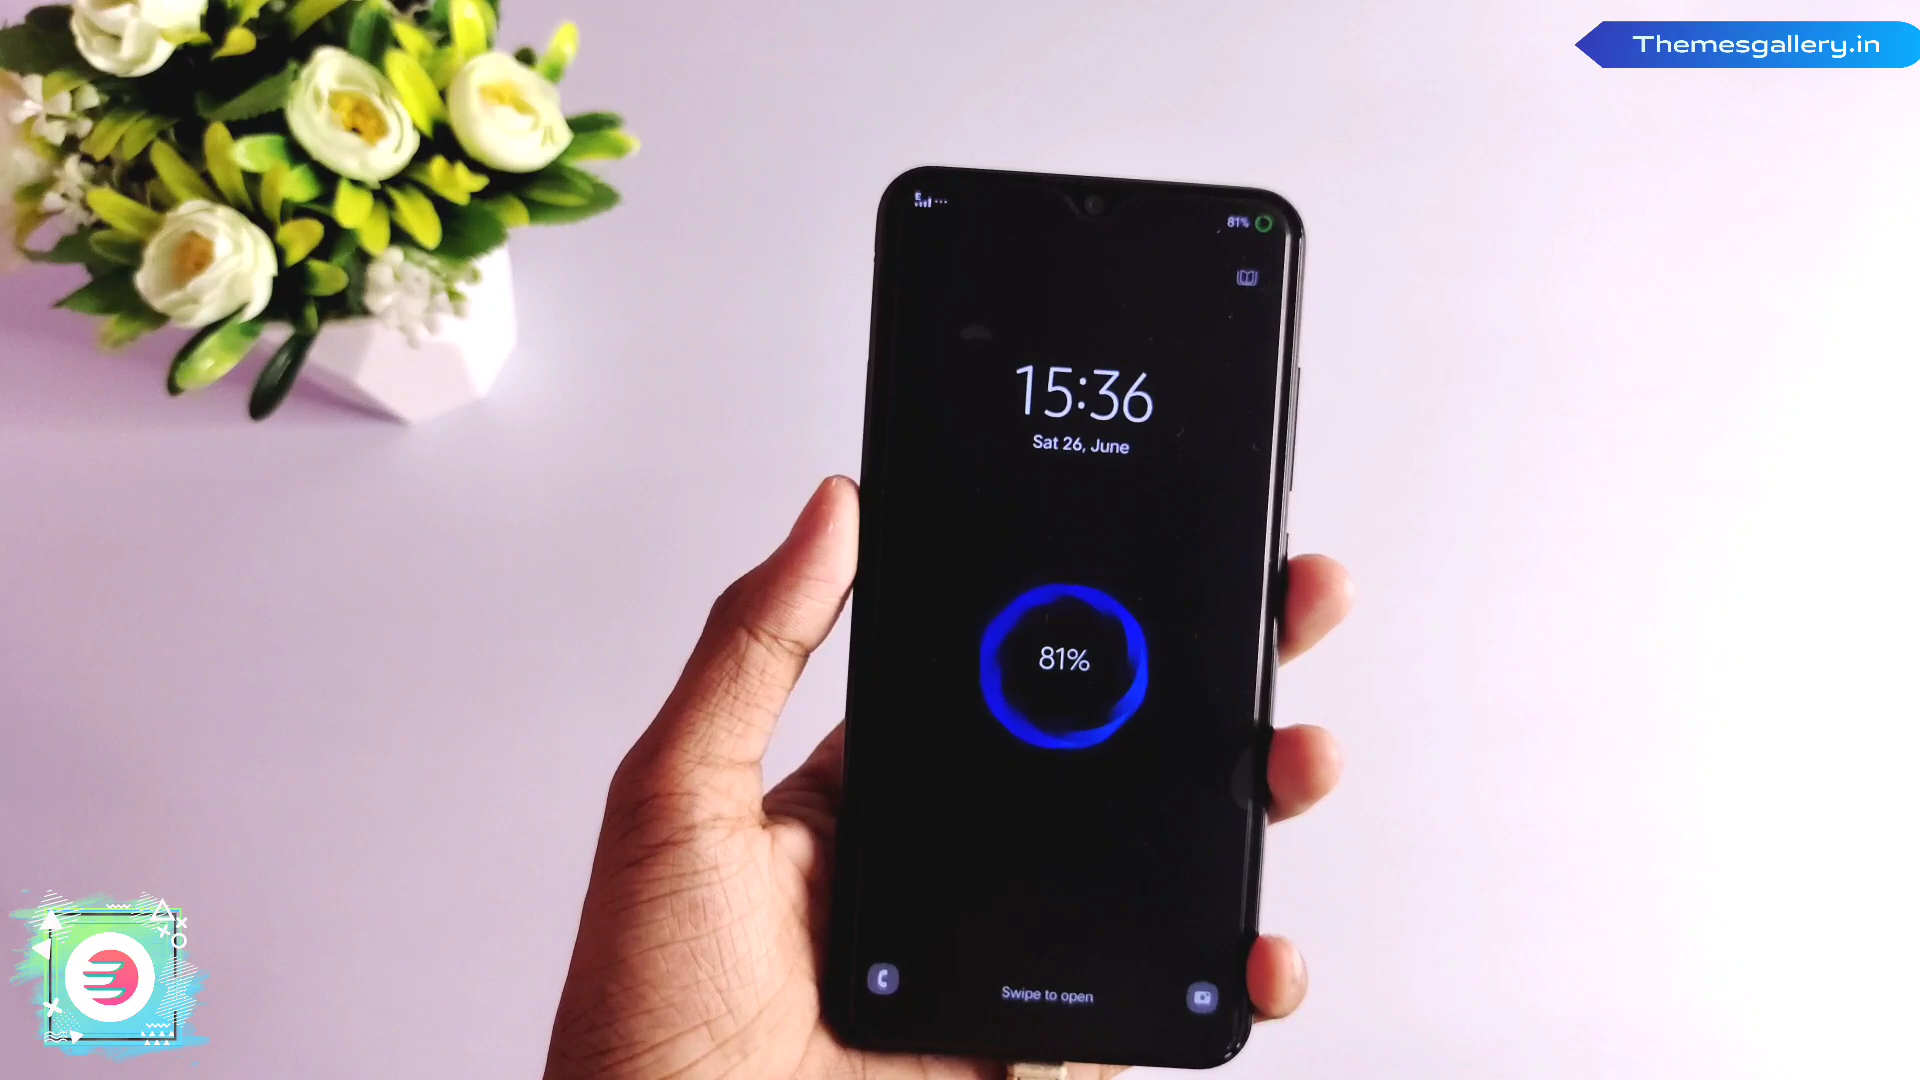 Themesgallery.in
81%
15:36
Sat 26, June
81%
Swipe to open